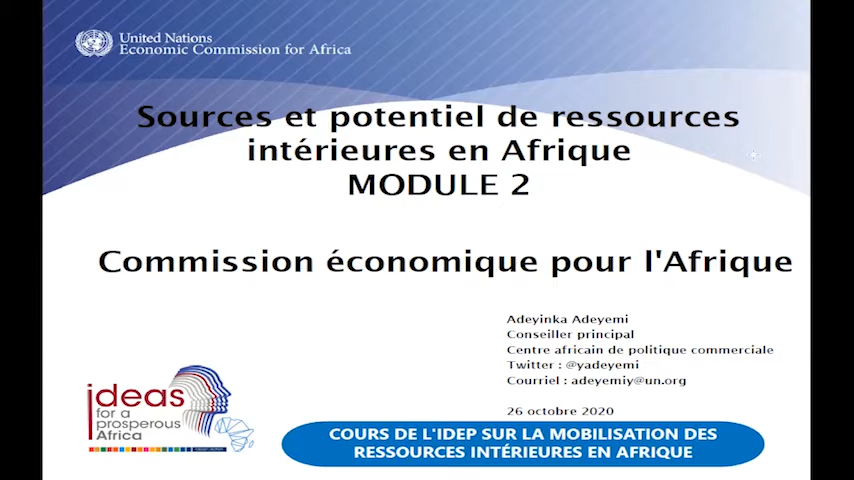 United Nations
Economic Commission for Africa
Sources et potentiel de ressources
intérieures en Afrique
MODULE 2
Commission économique pour l'Afrique
Adeyinka Adeyemi
Conseiller principal
Centre africain de politique commerciale
Twitter : @yadeyemi
Courriel : adeyemiy@un.org
26 octobre 2020
ideas
for a
prosperous
Africa
COURS DE L'IDEP SUR LA MOBILISATION DES
RESSOURCES INTÉRIEURES EN AFRIQUE